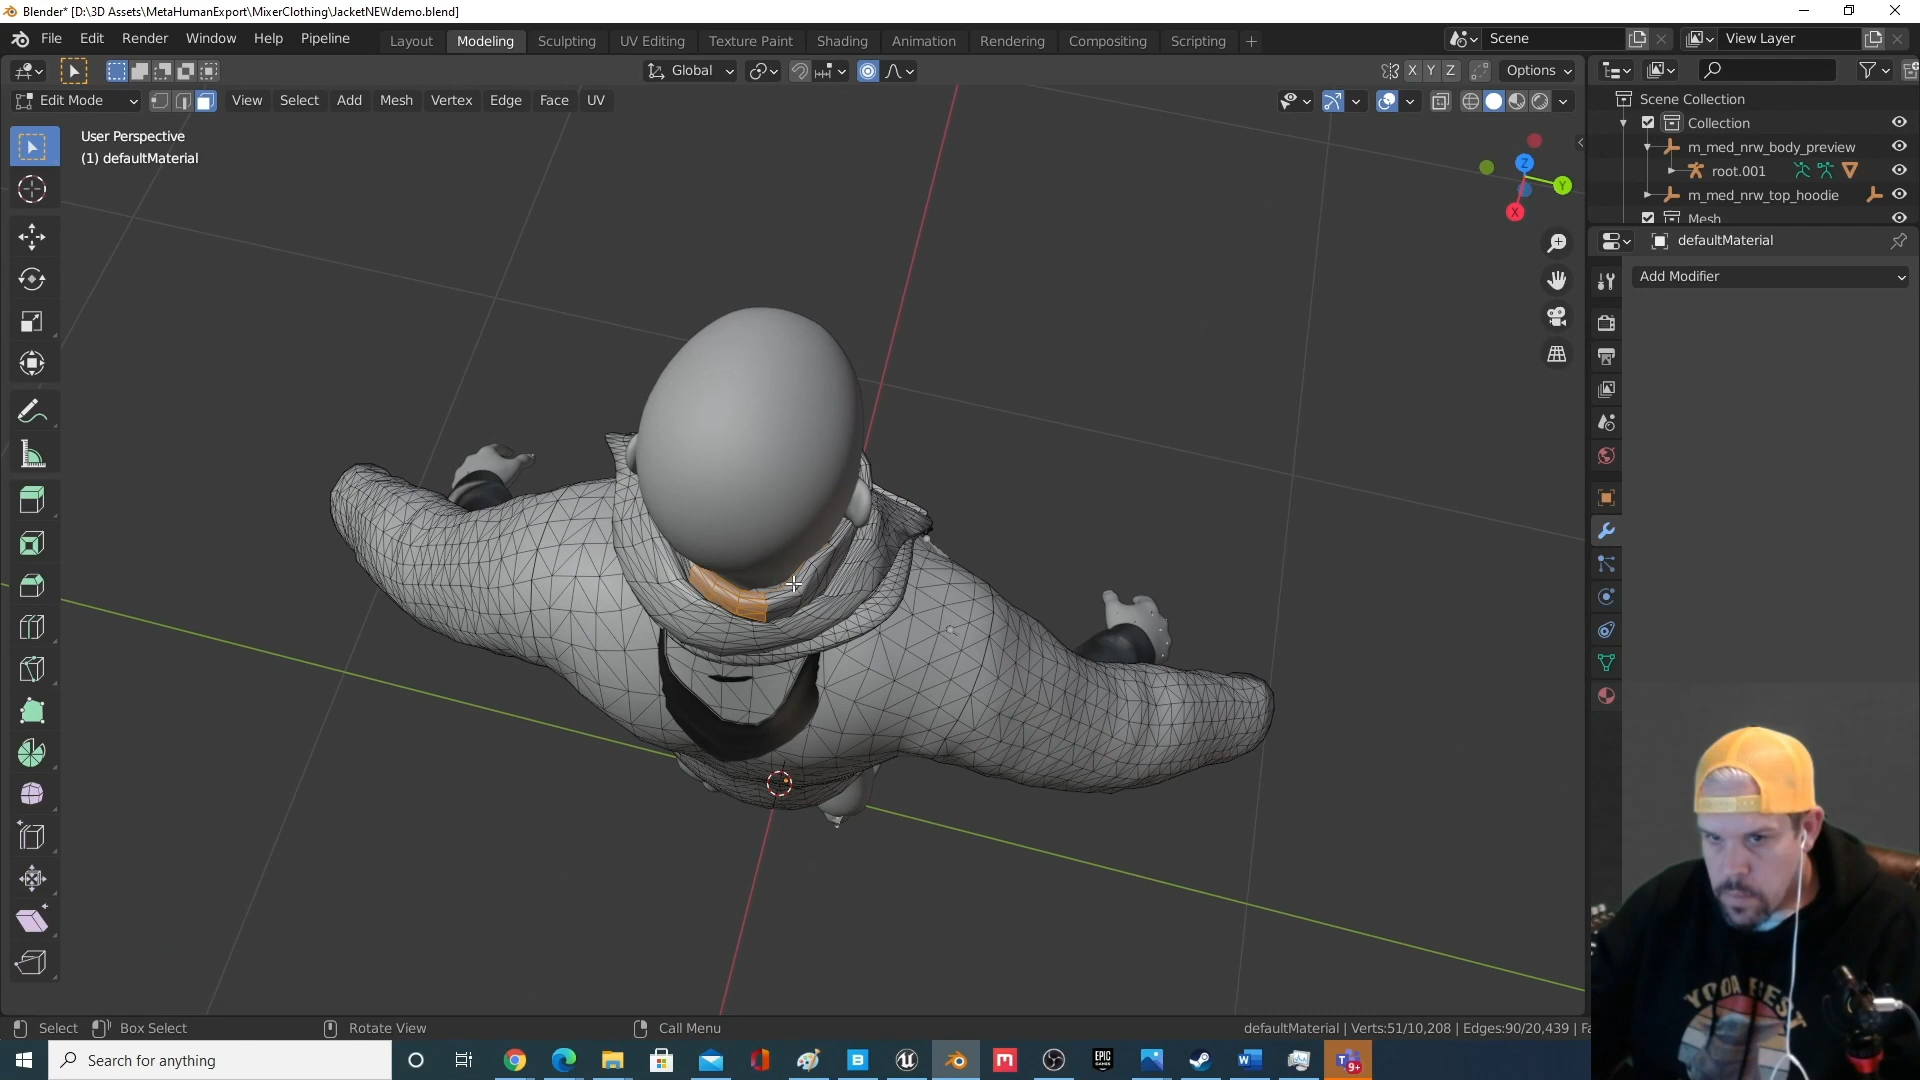 Blender* [D:\3D Assets\MetaHumanExport\MixerClothing\JacketNEWdemo.blend]
File Edit Render Window Help Pipeline
Layout Modeling Sculpting UV Editing Texture Paint Shading Animation Rendering Compositing Scripting +
Scene
View Layer
Global
X Y Z Options
Edit Mode View Select Add Mesh Vertex Edge Face UV
Scene Collection
Collection
m_med_nrw_body_preview
root.001
m_med_nrw_top_hoodie
Mesh
User Perspective
(1) defaultMaterial
Z
Y
X
defaultMaterial
Add Modifier
Select Box Select Rotate View Call Menu
defaultMaterial | Verts:51/10,208 | Edges:90/20,439 | Fa
Search for anything
B
M
EPIC
GAMES
W
T
9+